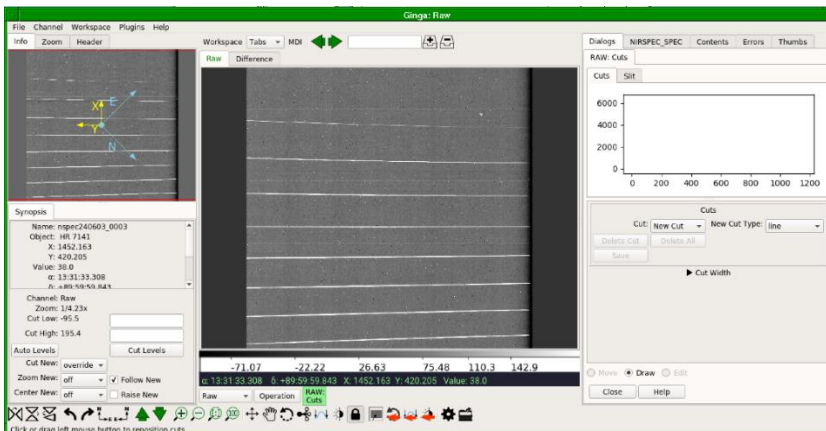 Ginga: Raw
File Channel Workspace Plugins Help
Info Zoom Header
X E
Y
N
Synopsis
Name: nspec240603_0003
Object: HR 7141
X: 1452.163
Y: 420.205
Value: 38.0
α: 13:31:33.308
δ: +89:59:59.843
Channel: Raw
Zoom: 1/4.23x
Cut Low: -95.5
Cut High: 195.4
Auto Levels Cut Levels
Cut New: override
Zoom New: off Follow New
Center New: off Raise New
Workspace Tabs MDI
Raw Difference
-71.07 -22.22 26.63 75.48 110.3 142.9
α: 13:31:33.308 δ: +89:59:59.843 X: 1452.163 Y: 420.205 Value: 38.0
Raw Operation RAW: Cuts
Dialogs NIRSPEC_SPEC Contents Errors Thumbs
RAW: Cuts
Cuts Slit
6000
4000
2000
0
0 200 400 600 800 1000 1200
Cuts
Cut: New Cut New Cut Type: line
Delete Cut Delete All
Save
Cut Width
Move Draw Edit
Close Help
Click or drag left mouse button to reposition cuts